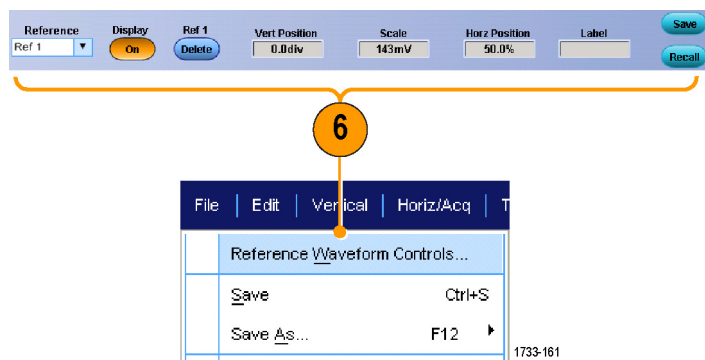 Reference Display Ref 1 Vert Position Scale Horz Position Label Save
Ref 1 On Delete 0.0div 143mV 50.0% Recall
6
File Edit Vertical Horiz/Acq T
Reference Waveform Controls...
Save Ctrl+S
Save As... F12
1733-161